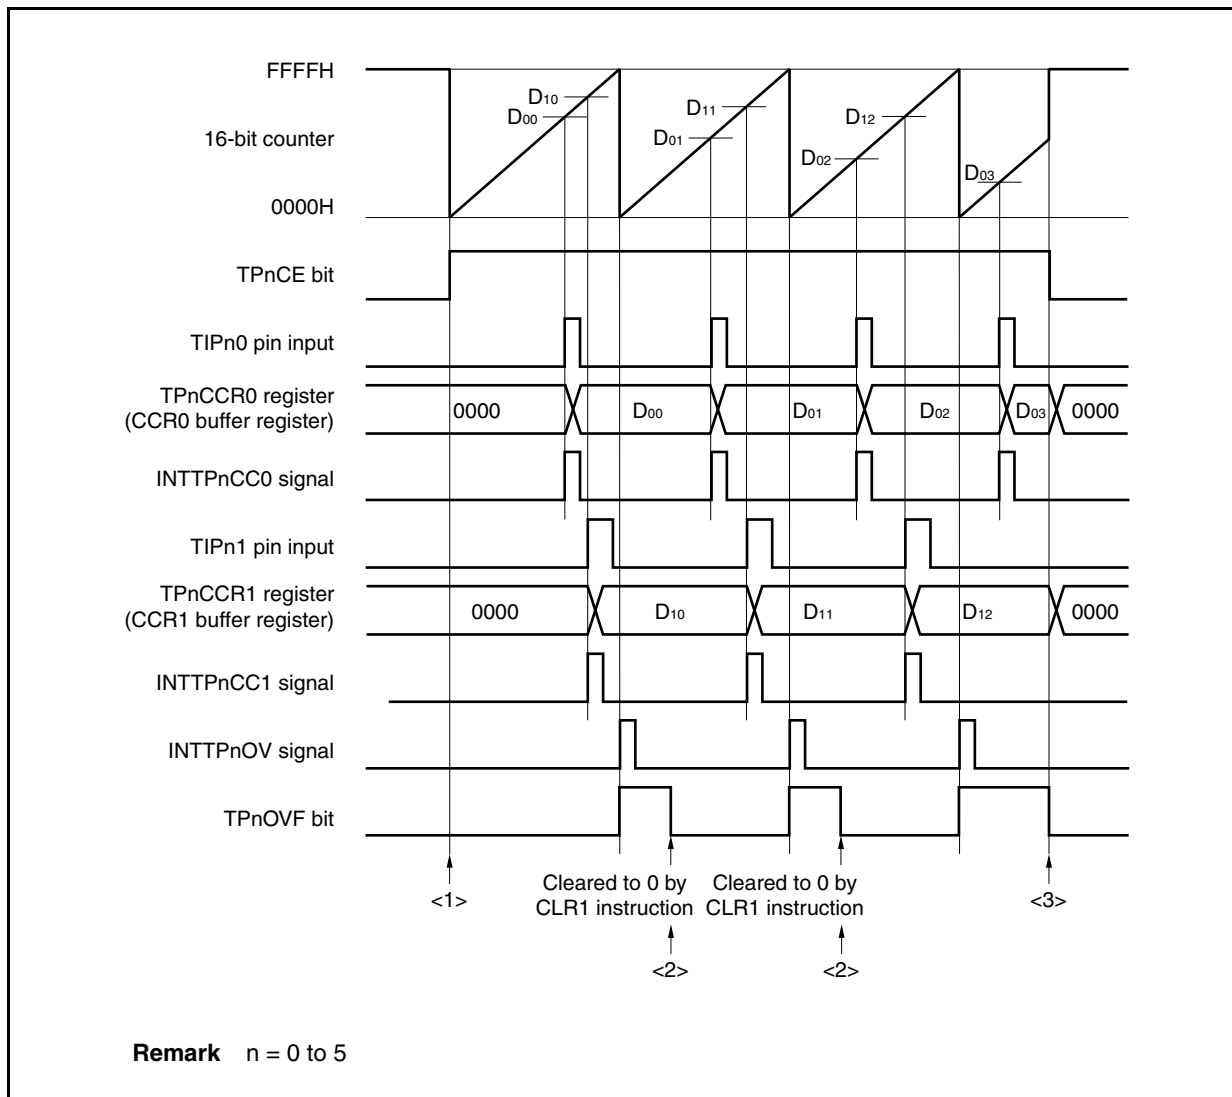 FFFFH
D10
D00
D11
D01
D12
D02
D03
16-bit counter
0000H
TPnCE bit
TIPn0 pin input
TPnCCR0 register
(CCR0 buffer register)
0000
D00
D01
D02
D03
0000
INTTPnCC0 signal
TIPn1 pin input
TPnCCR1 register
(CCR1 buffer register)
0000
D10
D11
D12
0000
INTTPnCC1 signal
INTTPnOV signal
TPnOVF bit
<1>
Cleared to 0 by
CLR1 instruction
<2>
Cleared to 0 by
CLR1 instruction
<2>
<3>
Remark n = 0 to 5